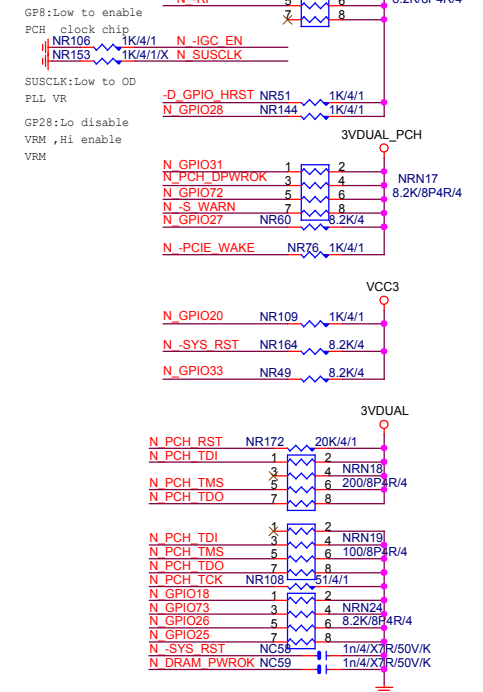 GP8:Low to enable
PCH clock chip
5 8.2K/8P4R/4
7 8
NR106 1K/4/1 N_-IGC_EN
NR153 1K/4/1/X N_SUSCLK
SUSCLK:Low to OD
PLL VR
-D_GPIO_HRST NR51 1K/4/1
N_GPIO28 NR144 1K/4/1
GP28:Lo disable
VRM ,Hi enable
VRM
3VDUAL_PCH
N_GPIO31 1 2
N_PCH_DPWROK 3 4 NRN17
N_GPIO72 5 6 8.2K/8P4R/4
N_-S_WARN 7 8
N_GPIO27 NR60 8.2K/4
N_-PCIE_WAKE NR76 1K/4/1
VCC3
N_GPIO20 NR109 1K/4/1
N_-SYS_RST NR164 8.2K/4
N_GPIO33 NR49 8.2K/4
3VDUAL
N_PCH_RST NR172 20K/4/1
N_PCH_TDI 1 2
3 4 NRN18
N_PCH_TMS 5 6 200/8P4R/4
N_PCH_TDO 7 8
1 2
N_PCH_TDI 3 4 NRN19
N_PCH_TMS 5 6 100/8P4R/4
N_PCH_TDO 7 8
N_PCH_TCK NR108 51/4/1
N_GPIO18 1 2
N_GPIO73 3 4 NRN24
N_GPIO26 5 6 8.2K/8P4R/4
N_GPIO25 7 8
N_-SYS_RST NC58 1n/4/X7R/50V/K
N_DRAM_PWROK NC59 1n/4/X7R/50V/K